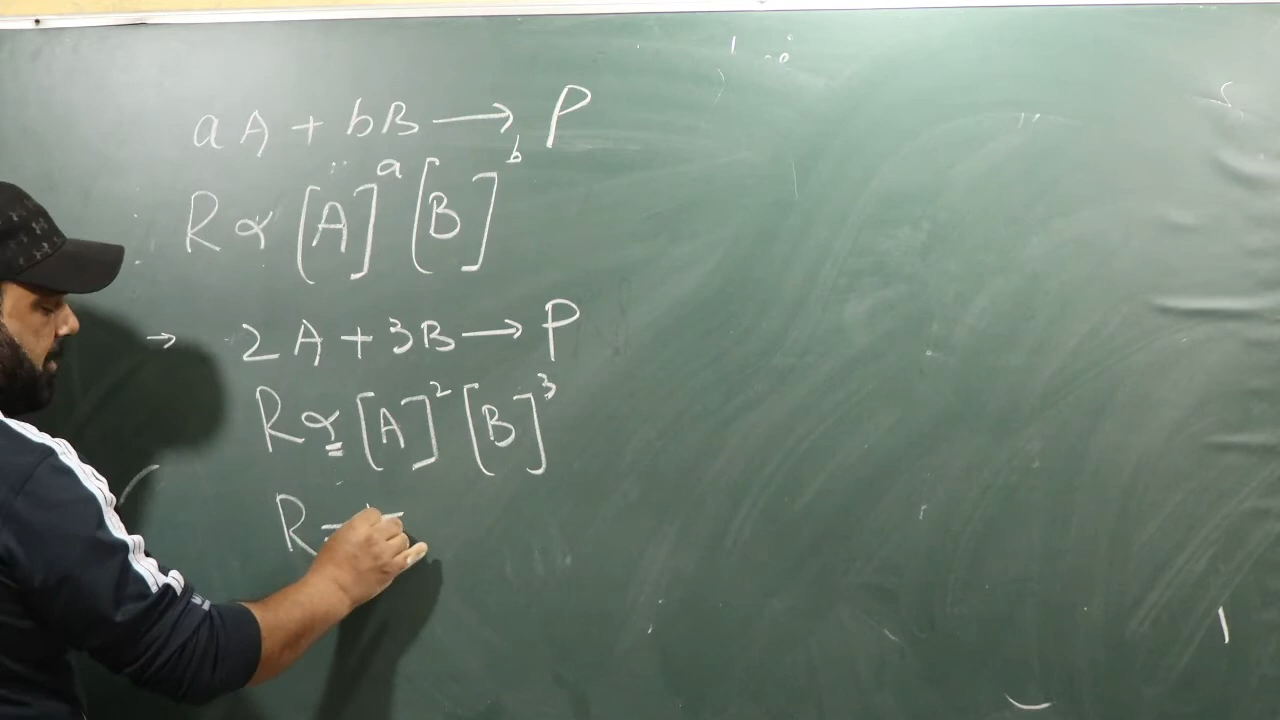 aA + bB → P
R ∝ [A]^a [B]^b
→ 2A + 3B → P
R ∝ [A]^2 [B]^3
R =